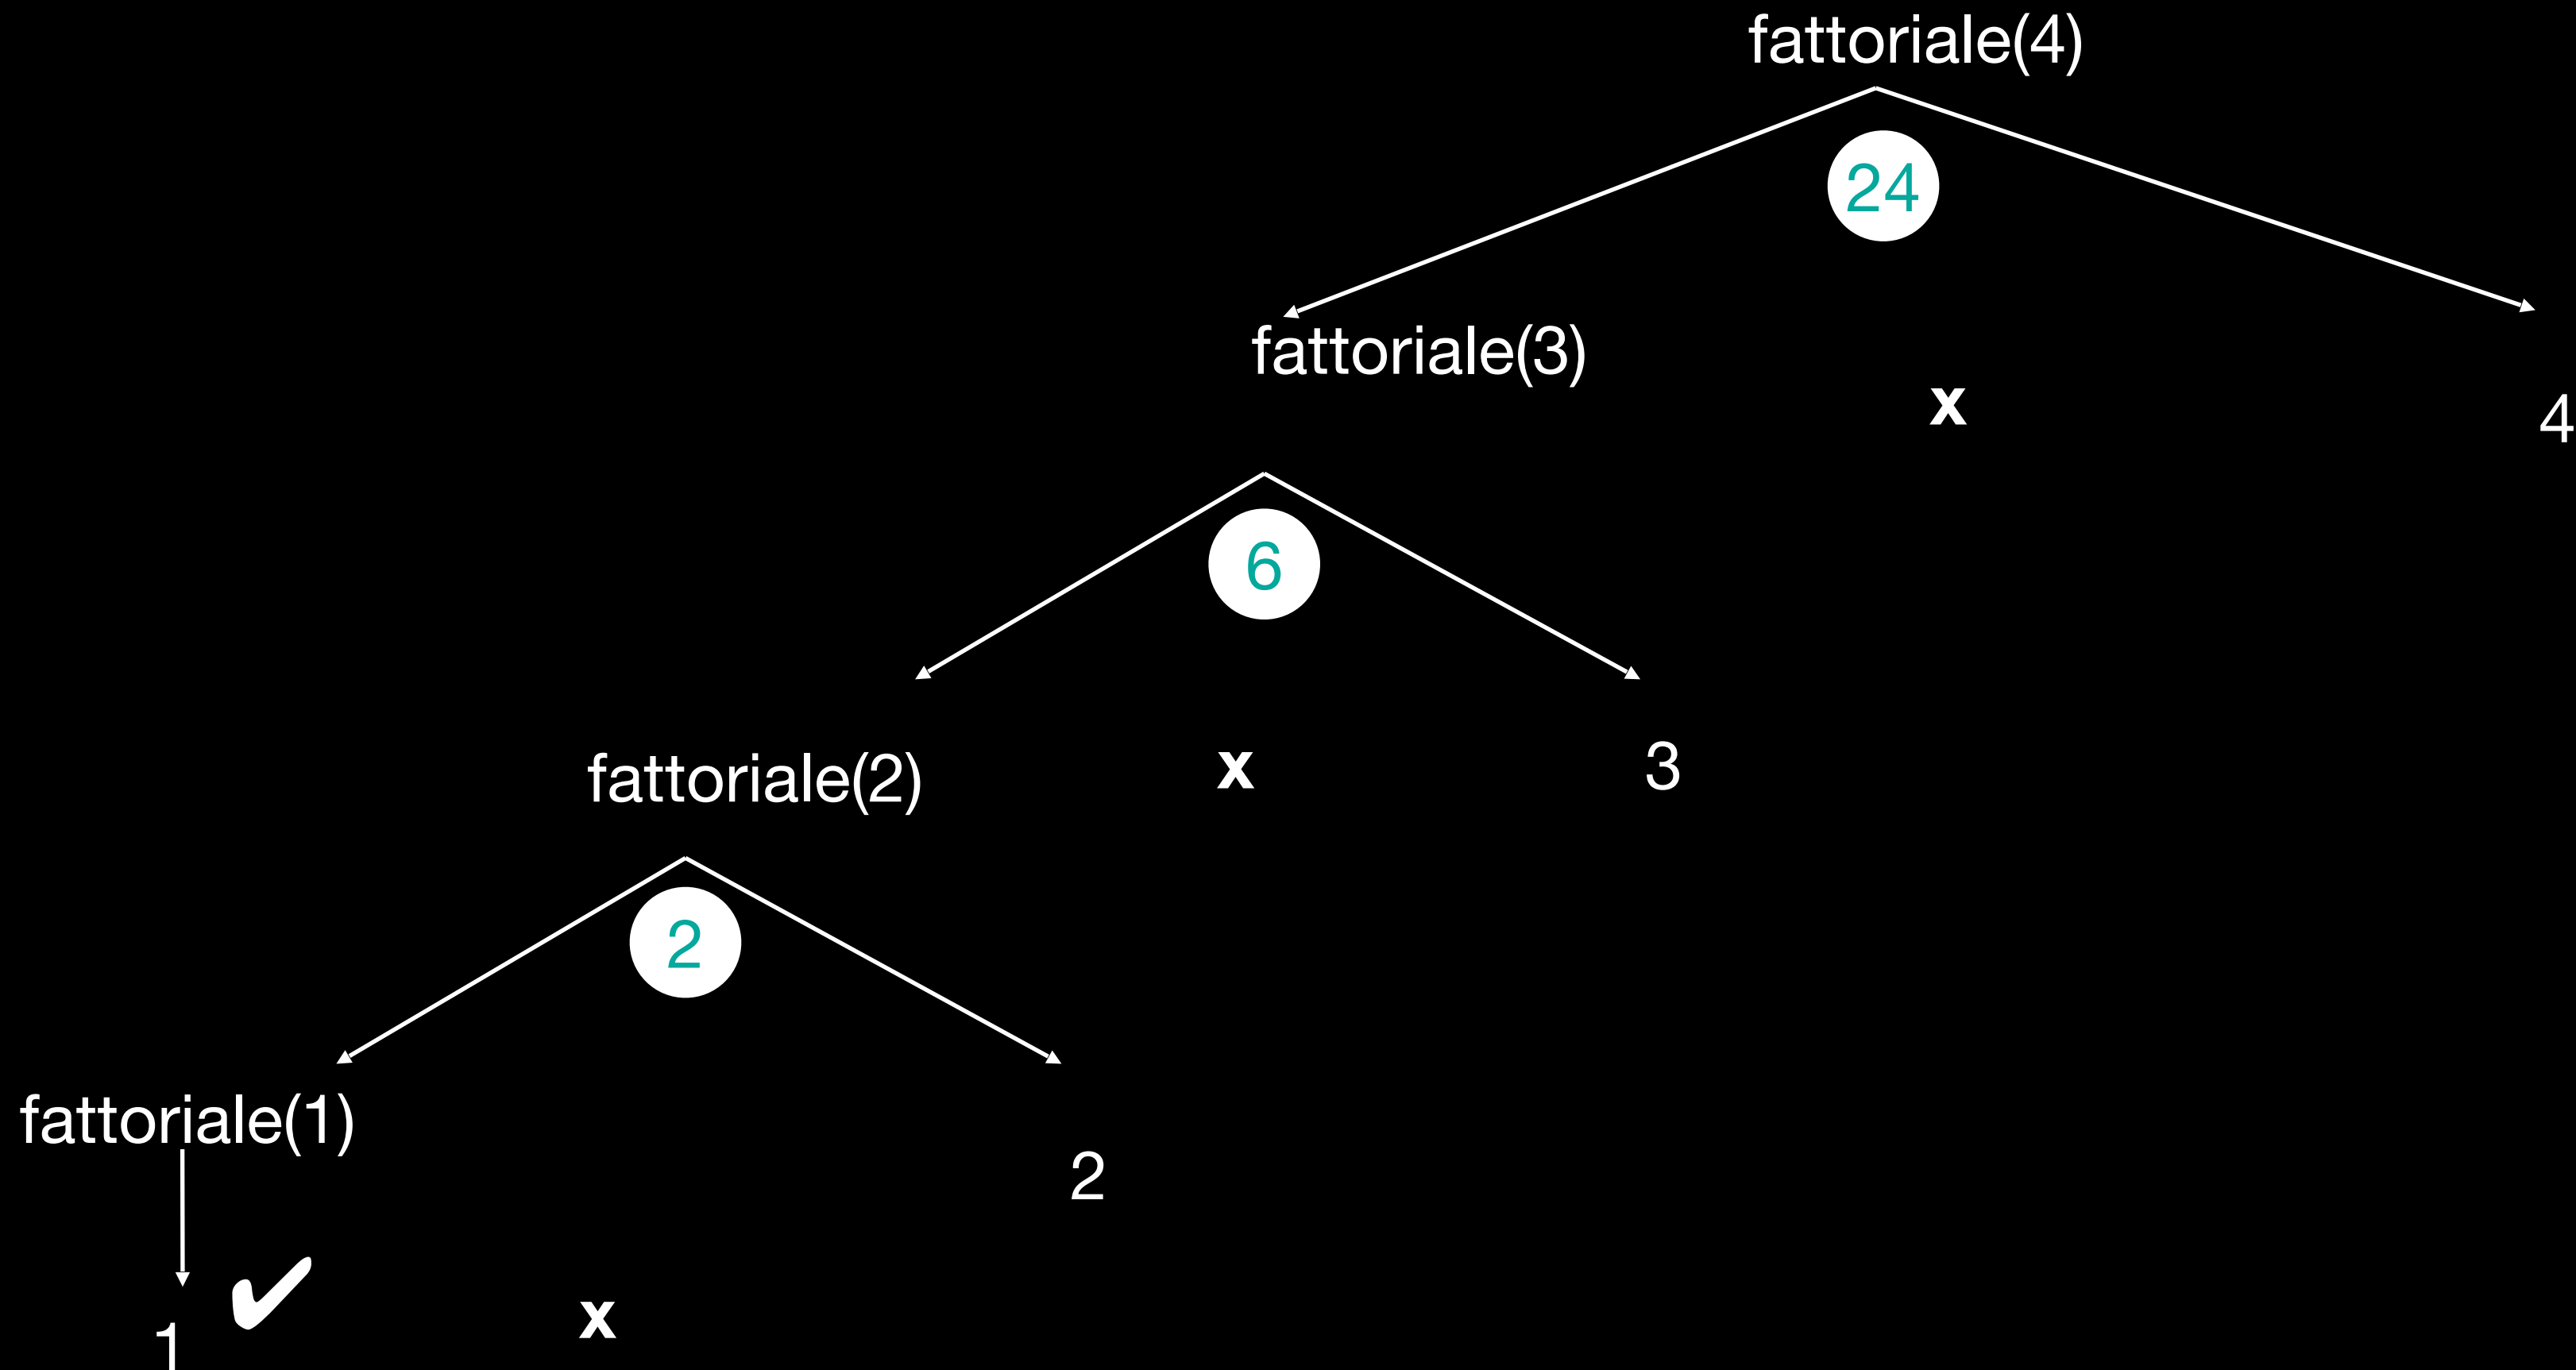 fattoriale(4)
24
fattoriale(3)
x
4
6
fattoriale(2)
x
3
2
fattoriale(1)
2
✔
x
1